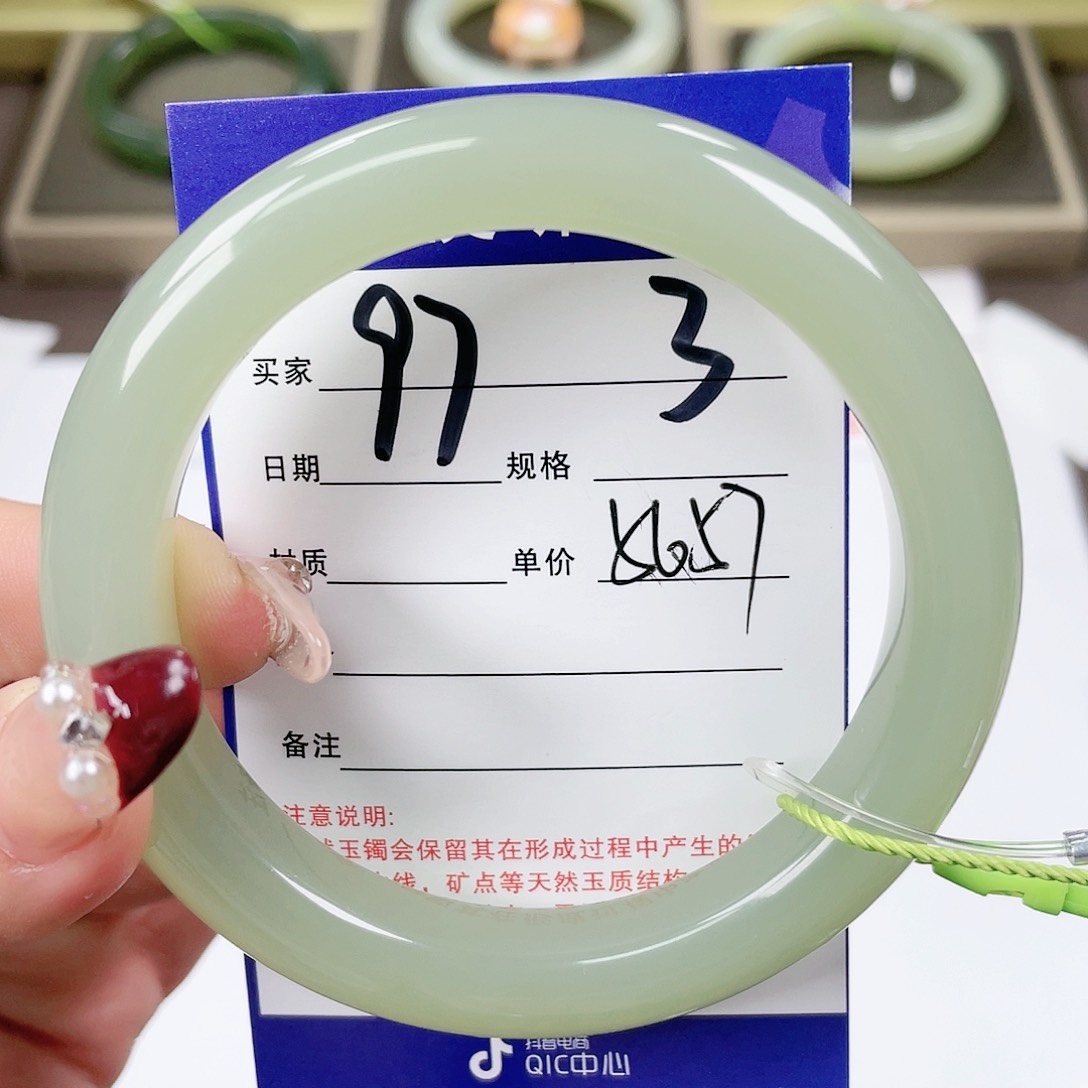 买家 97 3
日期 规格
质 单价 5657
备注
注意说明:
玉镯会保留其在形成过程中产生的
线，矿点等天然玉质结构
抖音电商
QIC中心